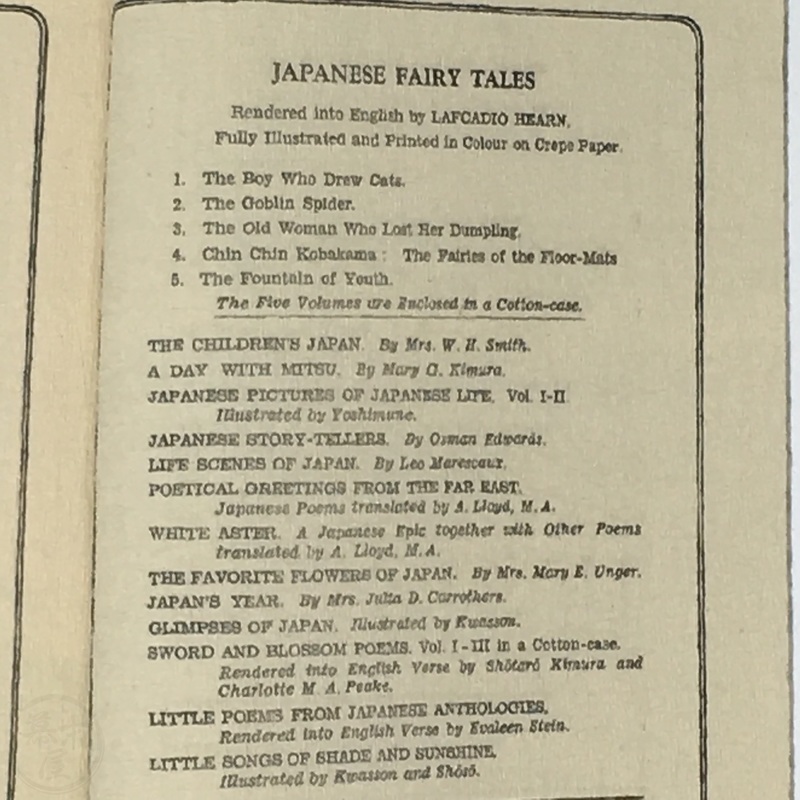 JAPANESE FAIRY TALES
Rendered into English by LAFCADIO HEARN.
Fully Illustrated and Printed in Colour on Crepe Paper.
1. The Boy Who Drew Cats.
2. The Goblin Spider.
3. The Old Woman Who Lost Her Dumpling.
4. Chin Chin Kobakama: The Fairies of the Floor-Mats
5. The Fountain of Youth.
The Five Volumes are Enclosed in a Cotton-case.
THE CHILDREN'S JAPAN. By Mrs. W. H. Smith.
A DAY WITH MITSU. By Mary G. Kimura.
JAPANESE PICTURES OF JAPANESE LIFE, Vol. I-II
Illustrated by Yoshimune.
JAPANESE STORY-TELLERS. By Osman Edwards.
LIFE SCENES OF JAPAN. By Leo Marescaux.
POETICAL GREETINGS FROM THE FAR EAST.
Japanese Poems translated by A. Lloyd, M.A.
WHITE ASTER. A Japanese Epic together with Other Poems
translated by A. Lloyd, M.A.
THE FAVORITE FLOWERS OF JAPAN. By Mrs. Mary E. Unger.
JAPAN'S YEAR. By Mrs. Julia D. Carrothers.
GLIMPSES OF JAPAN. Illustrated by Kwasson.
SWORD AND BLOSSOM POEMS. Vol. I-III in a Cotton-case.
Rendered into English Verse by Shōtarō Kimura and
Charlotte M. A. Peake.
LITTLE POEMS FROM JAPANESE ANTHOLOGIES.
Rendered into English Verse by Evaleen Stein.
LITTLE SONGS OF SHADE AND SUNSHINE.
Illustrated by Kwasson and Shōsō.